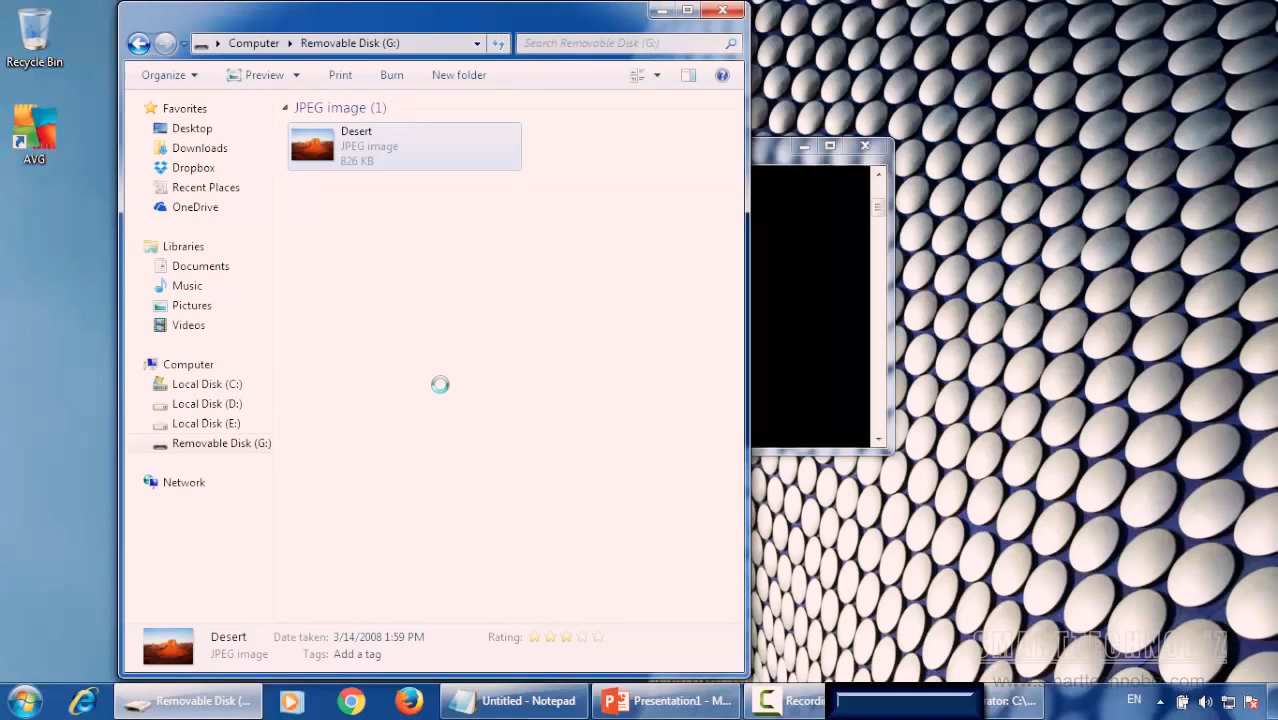 Recycle Bin
AVG
Computer
Removable Disk (G:)
Search Removable Disk (G:)
Organize
Preview
Print
Burn
New folder
Favorites
Desktop
Downloads
Dropbox
Recent Places
OneDrive
Libraries
Documents
Music
Pictures
Videos
Computer
Local Disk (C:)
Local Disk (D:)
Local Disk (E:)
Removable Disk (G:)
Network
JPEG image (1)
Desert
JPEG image
826 KB
Desert
JPEG image
Date taken: 3/14/2008 1:59 PM
Tags: Add a tag
Rating:
Removable Disk (...
Untitled - Notepad
Presentation1 - M...
Recordi
rator: C:\...
EN